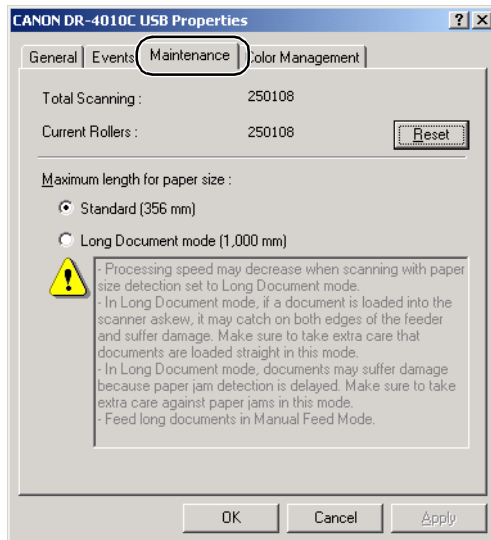 CANON DR-4010C USB Properties
General Events Maintenance Color Management
Total Scanning : 250108
Current Rollers : 250108 Reset
Maximum length for paper size :
Standard (356 mm)
Long Document mode (1,000 mm)
- Processing speed may decrease when scanning with paper
size detection set to Long Document mode.
- In Long Document mode, if a document is loaded into the
scanner askew, it may catch on both edges of the feeder
and suffer damage. Make sure to take extra care that
documents are loaded straight in this mode.
- In Long Document mode, documents may suffer damage
because paper jam detection is delayed. Make sure to take
extra care against paper jams in this mode.
- Feed long documents in Manual Feed Mode.
OK Cancel Apply